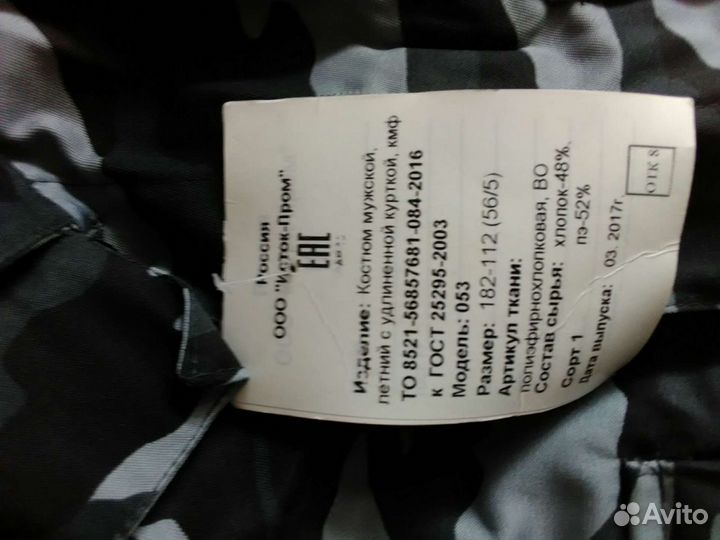 Россия
ООО "Исток-Пром"
ЕАС
Изделие: Костюм мужской,
летний с удлиненной курткой, кмф
ТО 8521-56857681-084-2016
к ГОСТ 25295-2003
Модель: 053
Размер: 182-112 (56/5)
Артикул ткани:
полиэфирнохлопковая, ВО
Состав сырья: хлопок-48%,
пэ-52%
Сорт 1
Дата выпуска: 03. 2017г.
ОТК 8
Avito